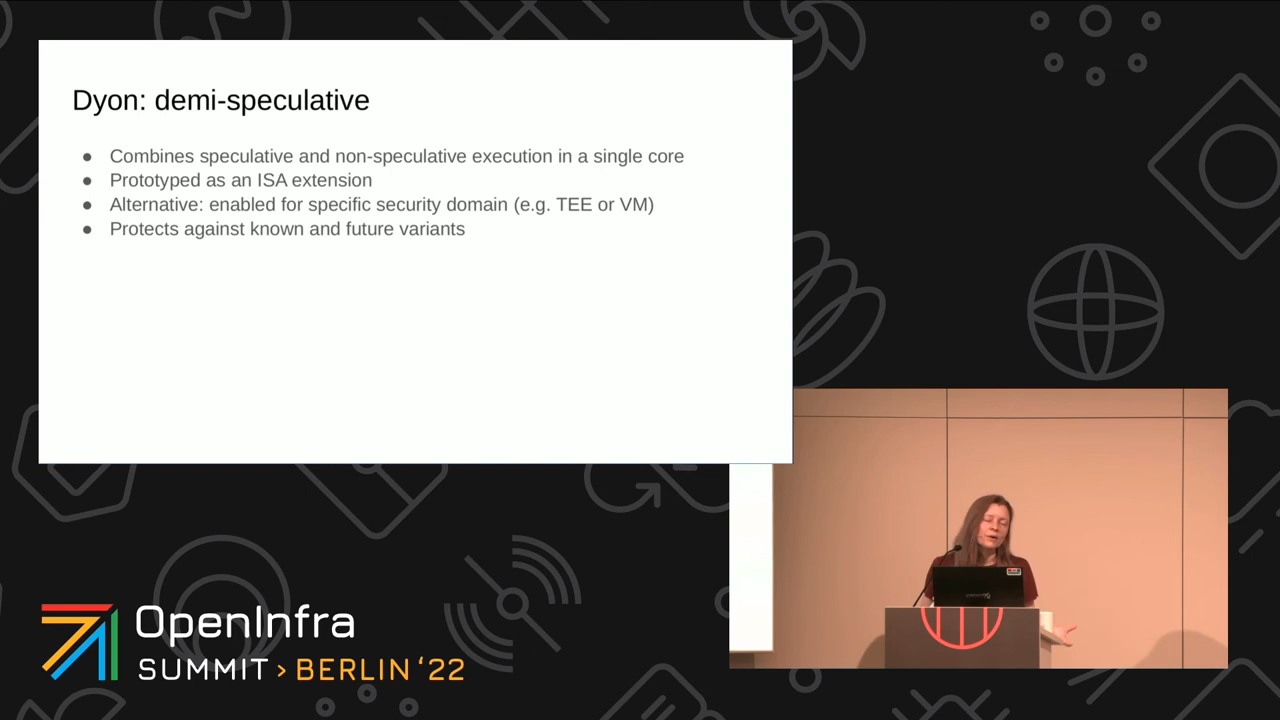 Dyon: demi-speculative
● Combines speculative and non-speculative execution in a single core
● Prototyped as an ISA extension
● Alternative: enabled for specific security domain (e.g. TEE or VM)
● Protects against known and future variants
OpenInfra
SUMMIT › BERLIN ‘22